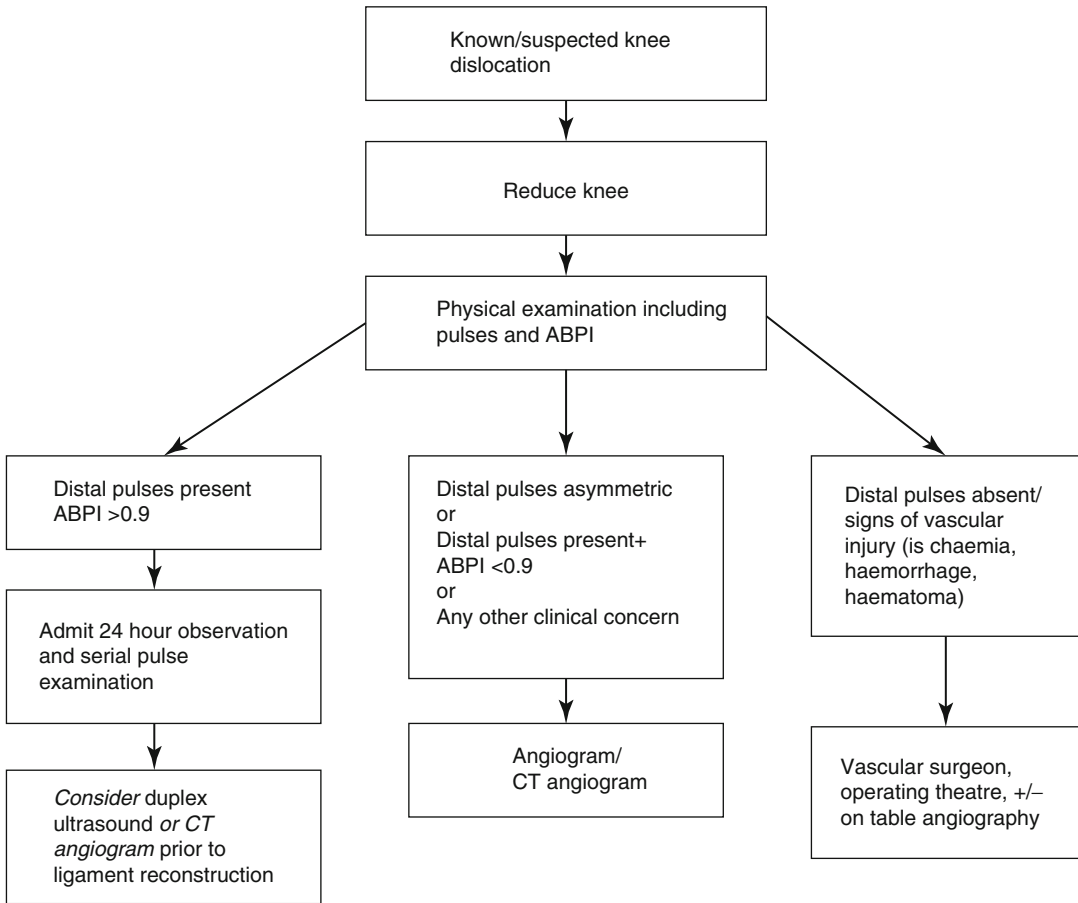 Known/suspected knee
dislocation
Reduce knee
Physical examination including
pulses and ABPI
Distal pulses present
ABPI >0.9
Admit 24 hour observation
and serial pulse
examination
Consider duplex
ultrasound or CT
angiogram prior to
ligament reconstruction
Distal pulses asymmetric
or
Distal pulses present+
ABPI <0.9
or
Any other clinical concern
Angiogram/
CT angiogram
Distal pulses absent/
signs of vascular
injury (is chaemia,
haemorrhage,
haematoma)
Vascular surgeon,
operating theatre, +/–
on table angiography